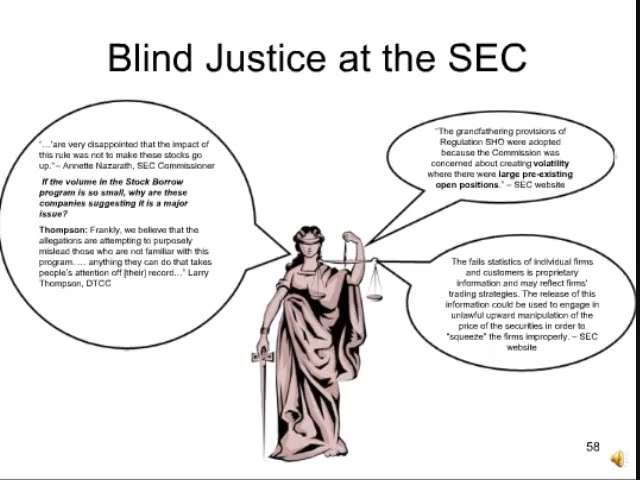 Blind Justice at the SEC
"...'are very disappointed that the impact of
this rule was not to make these stocks go
up."– Annette Nazarath, SEC Commissioner
If the volume in the Stock Borrow
program is so small, why are these
companies suggesting it is a major
issue?
Thompson: Frankly, we believe that the
allegations are attempting to purposely
mislead those who are not familiar with this
program. ... anything they can do that takes
people's attention off [their] record..." Larry
Thompson, DTCC
"The grandfathering provisions of
Regulation SHO were adopted
because the Commission was
concerned about creating volatility
where there were large pre-existing
open positions." – SEC website
The fails statistics of individual firms
and customers is proprietary
information and may reflect firms'
trading strategies. The release of this
information could be used to engage in
unlawful upward manipulation of the
price of the securities in order to
"squeeze" the firms improperly. – SEC
website
58